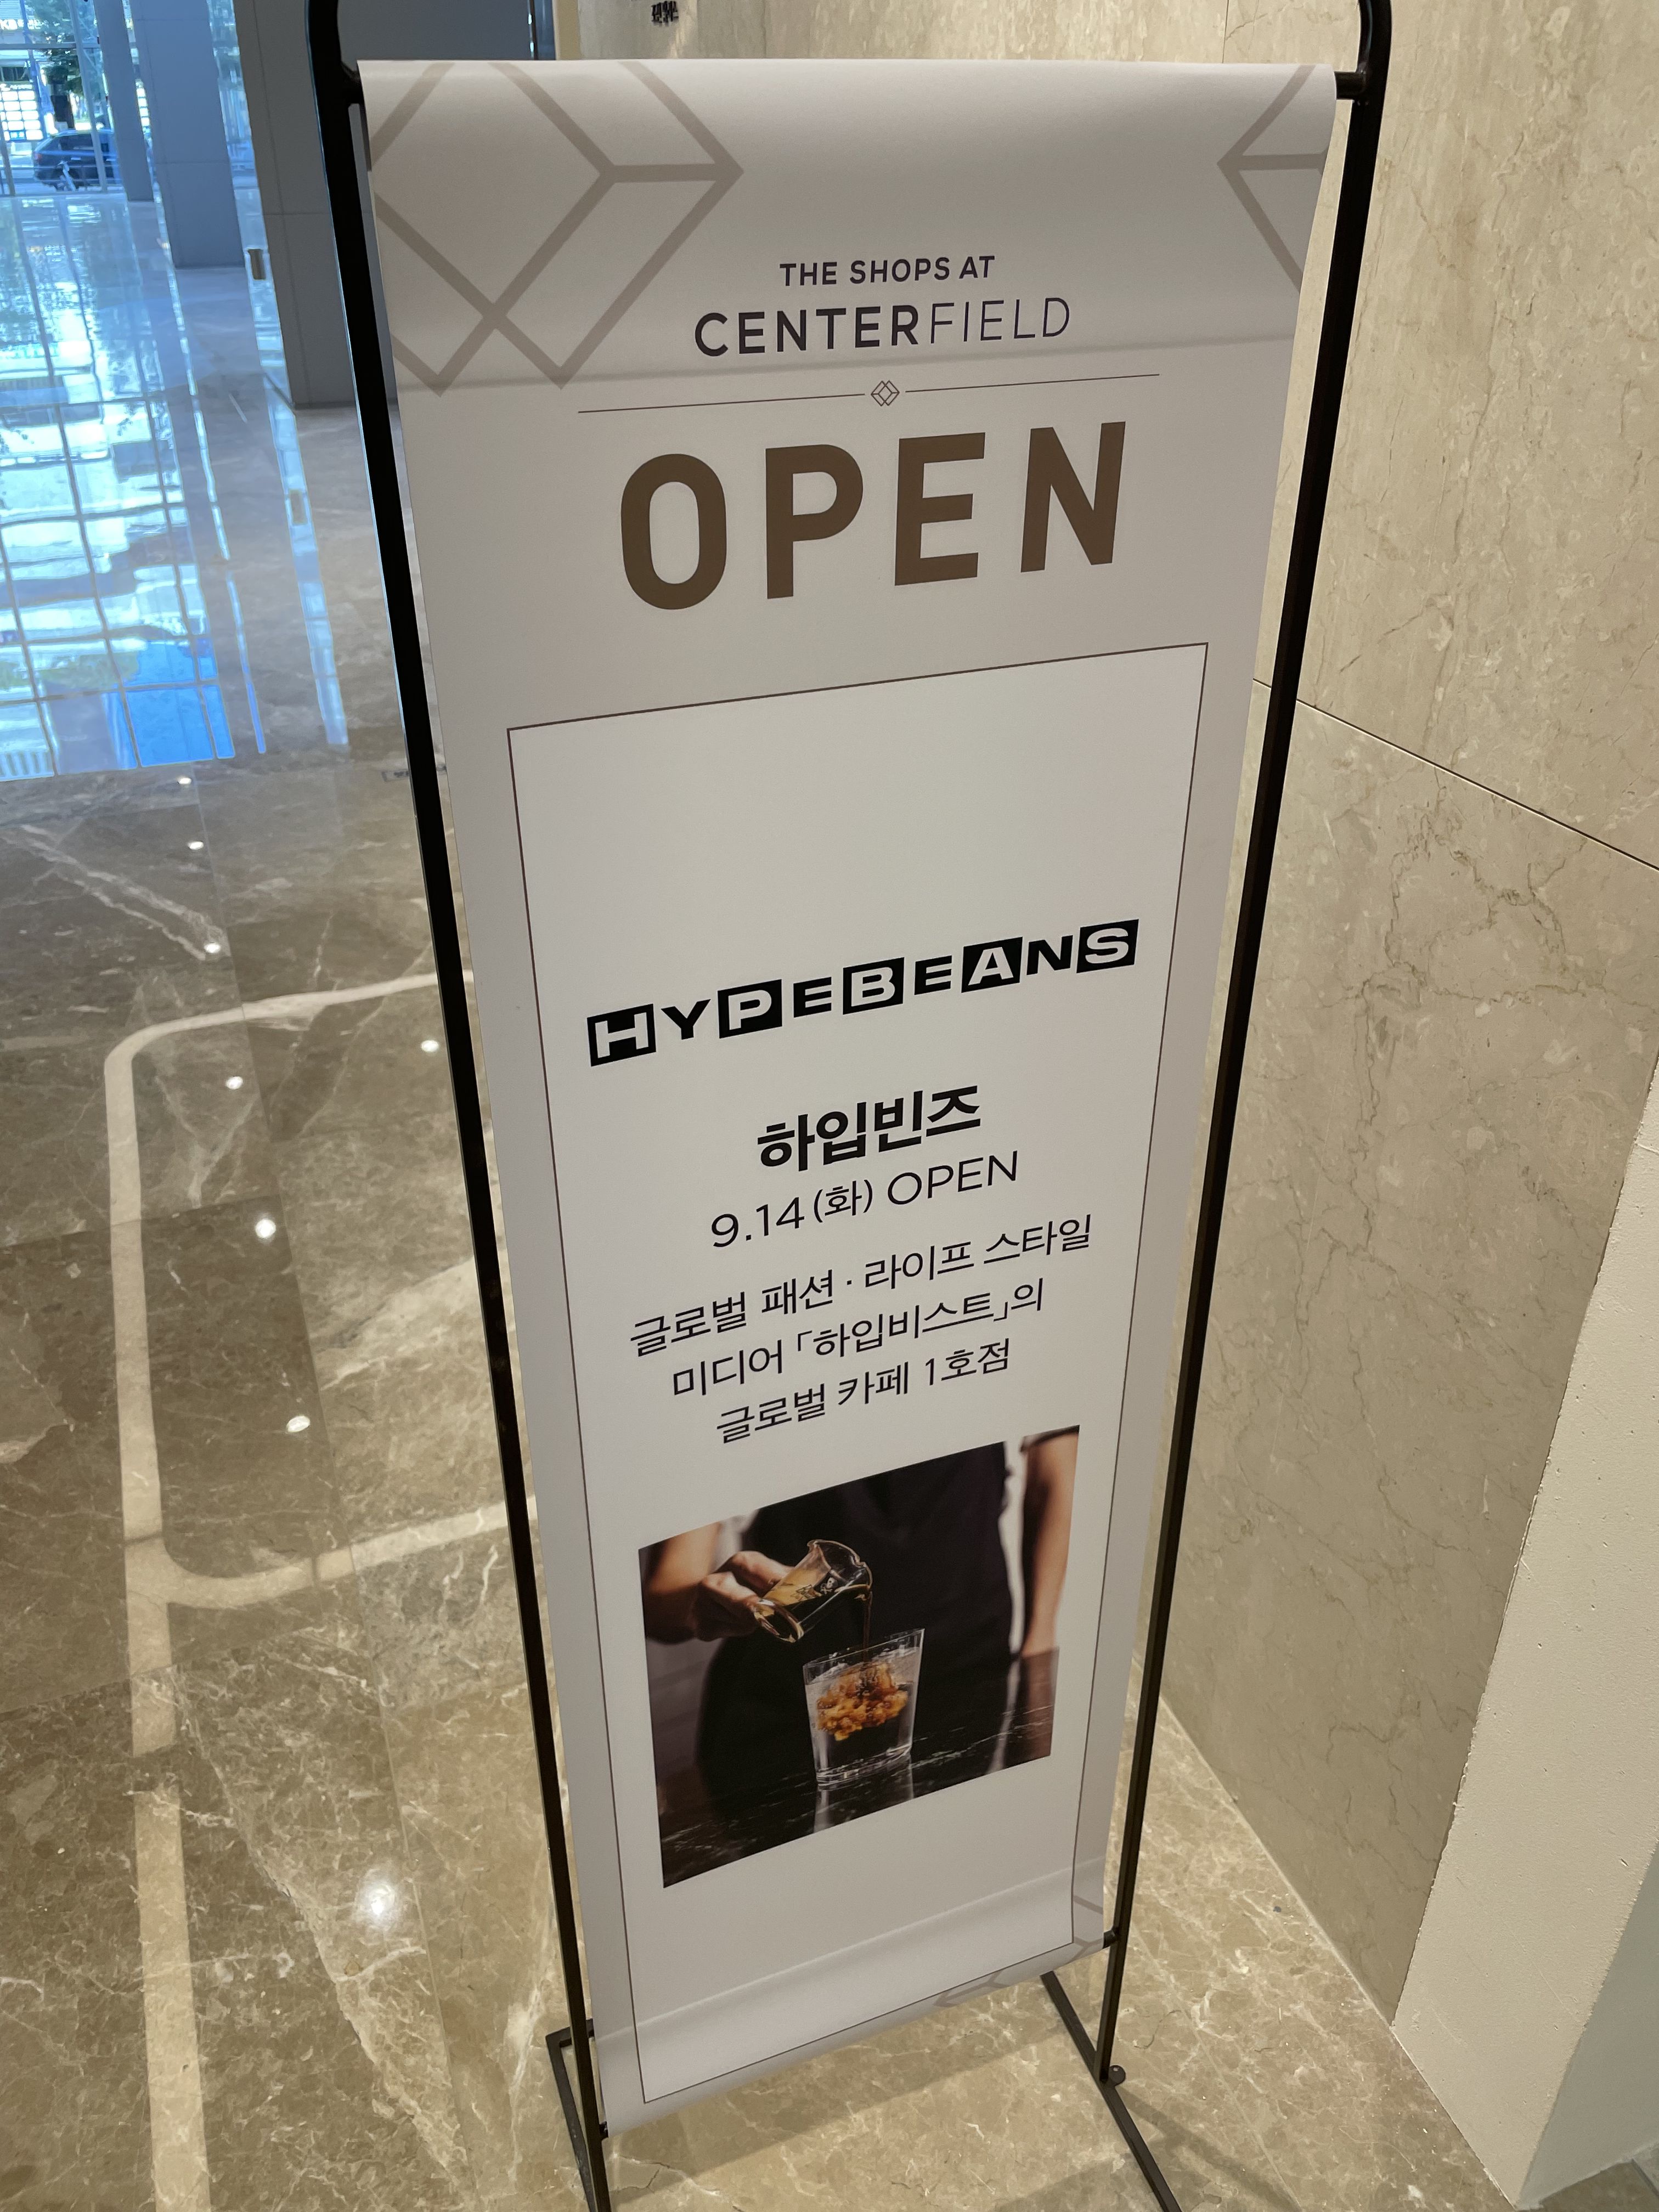 THE SHOPS AT
CENTERFIELD
OPEN
HYPEBEANS
하입빈즈
9.14(화) OPEN
글로벌 패션·라이프 스타일
미디어 「하입비스트」의
글로벌 카페 1호점